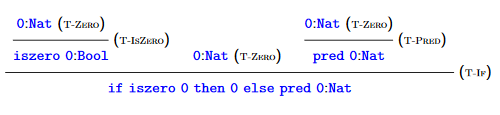 0:Nat (T-ZERO) 0:Nat (T-ZERO)
(T-ISZERO) (T-PRED)
iszero 0:Bool 0:Nat (T-ZERO) pred 0:Nat
(T-IF)
if iszero 0 then 0 else pred 0:Nat